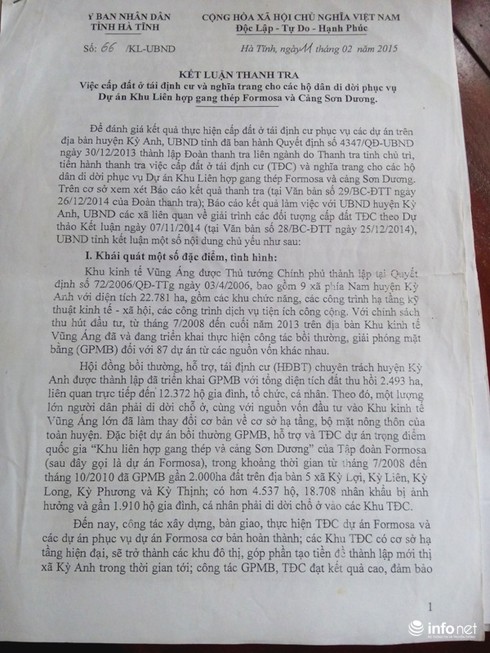 Ỷ BAN NHÂN DÂN
TỈNH HÀ TĨNH
CỘNG HÒA XÃ HỘI CHỦ NGHĨA VIỆT NAM
Độc Lập - Tự Do - Hạnh Phúc
Số: 66 /KL-UBND
Hà Tĩnh, ngày 11 tháng 02 năm 2015
KẾT LUẬN THANH TRA
Việc cấp đất ở tái định cư và nghĩa trang cho các hộ dân di dời phục vụ
Dự án Khu Liên hợp gang thép Formosa và Cảng Sơn Dương.
Để đánh giá kết quả thực hiện cấp đất ở tái định cư phục vụ các dự án trên
địa bàn huyện Kỳ Anh, UBND tỉnh đã ban hành Quyết định số 4347/QĐ-UBND
ngày 30/12/2013 thành lập Đoàn thanh tra liên ngành do Thanh tra tỉnh chủ trì,
tiến hành thanh tra việc cấp đất ở tái định cư (TĐC) và nghĩa trang cho các hộ
dân di dời phục vụ Dự án Khu Liên hợp gang thép Formosa và cảng Sơn Dương.
Trên cơ sở xem xét Báo cáo kết quả thanh tra (tại Văn bản số 29/BC-ĐTT ngày
26/12/2014 của Đoàn thanh tra); Báo cáo kết quả làm việc với UBND huyện Kỳ
Anh, UBND các xã liên quan về giải trình các đối tượng cấp đất TĐC theo Dự
thảo Kết luận ngày 07/11/2014 (tại Văn bản số 28/BC-ĐTT ngày 25/12/2014),
UBND tỉnh kết luận một số nội dung chủ yếu như sau:
I. Khái quát một số đặc điểm, tình hình:
Khu kinh tế Vũng Áng được Thủ tướng Chính phủ thành lập tại Quyết
định số 72/2006/QĐ-TTg ngày 03/4/2006, bao gồm 9 xã phía Nam huyện Kỳ
Anh với diện tích 22.781 ha, gồm các khu chức năng, các công trình hạ tầng kỹ
thuật kinh tế - xã hội, các công trình dịch vụ tiện ích công cộng. Với chính sách
thu hút đầu tư, từ tháng 7/2008 đến cuối năm 2013 trên địa bàn Khu kinh tế
Vũng Áng đã và đang triển khai thực hiện công tác bồi thường, giải phóng mặt
bằng (GPMB) đối với 87 dự án từ các nguồn vốn khác nhau.
Hội đồng bồi thường, hỗ trợ, tái định cư (HĐBT) chuyên trách huyện Kỳ
Anh được thành lập đã triển khai GPMB với tổng diện tích đất thu hồi 2.493 ha,
liên quan trực tiếp đến 12.372 hộ gia đình, tổ chức, cá nhân. Theo đó, một lượng
lớn người dân phải di dời chỗ ở, cùng với nguồn vốn đầu tư vào Khu kinh tế
Vũng Áng lớn đã làm thay đổi cơ bản về cơ sở hạ tầng, bộ mặt nông thôn của
toàn huyện. Đặc biệt dự án bồi thường GPMB, hỗ trợ và TĐC dự án trọng điểm
quốc gia “Khu liên hợp gang thép và cảng Sơn Dương” của Tập đoàn Formosa
(sau đây gọi là dự án Formosa), trong khoảng thời gian từ tháng 7/2008 đến
tháng 10/2010 đã GPMB gần 2.000ha đất trên địa bàn 5 xã Kỳ Lợi, Kỳ Liên, Kỳ
Long, Kỳ Phương và Kỳ Thịnh; có hơn 4.537 hộ, 18.708 nhân khẩu bị ảnh
hưởng và gần 1.910 hộ gia đình, cá nhân phải di dời chỗ ở vào các Khu TĐC.
Đến nay, công tác xây dựng, bàn giao, thực hiện TĐC dự án Formosa và
các dự án phục vụ dự án Formosa cơ bản hoàn thành; các Khu TĐC có cơ sở hạ
tầng hiện đại, sẽ trở thành các khu đô thị, góp phần tạo tiền đề thành lập mới thị
xã Kỳ Anh trong thời gian tới; công tác GPMB, TĐC đạt kết quả cao, đảm bảo
1
infonet